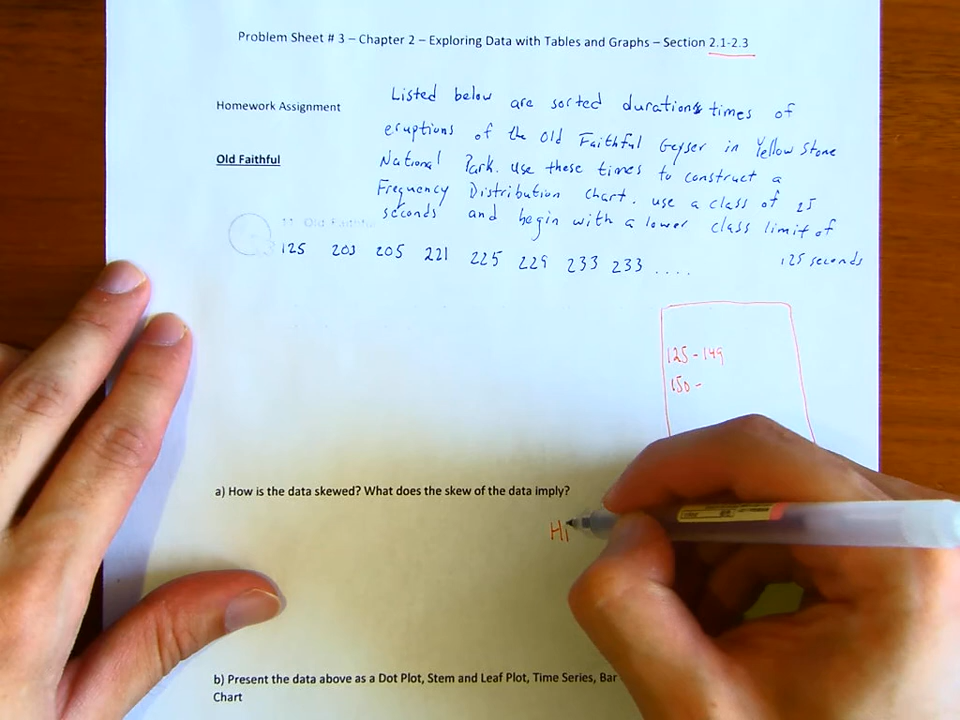 Problem Sheet # 3 – Chapter 2 – Exploring Data with Tables and Graphs – Section 2.1-2.3
Homework Assignment
Listed below are sorted durations times of
eruptions of the Old Faithful Geyser in Yellow Stone
Old Faithful
National Park. use these times to construct a
Frequency Distribution Chart. use a class of 25
seconds and begin with a lower class limit of
125 seconds
11 Old Faithful
125 203 205 221 225 229 233 233 ....
125 - 149
150 -
a) How is the data skewed? What does the skew of the data imply?
Hi
b) Present the data above as a Dot Plot, Stem and Leaf Plot, Time Series, Bar
Chart